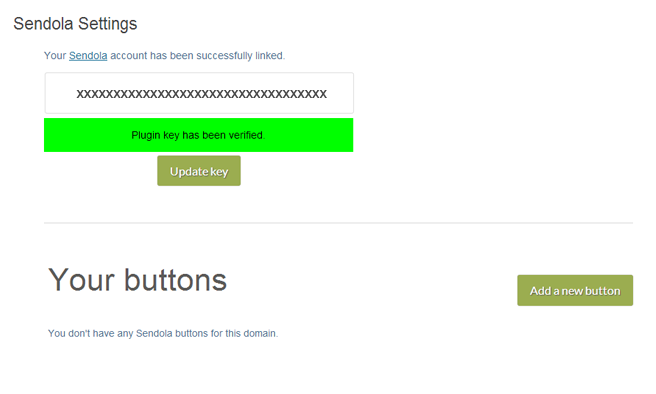 Sendola Settings
Your Sendola account has been successfully linked.
XXXXXXXXXXXXXXXXXXXXXXXXXXXXXXXXXX
Plugin key has been verified.
Update key
Your buttons
Add a new button
You don't have any Sendola buttons for this domain.